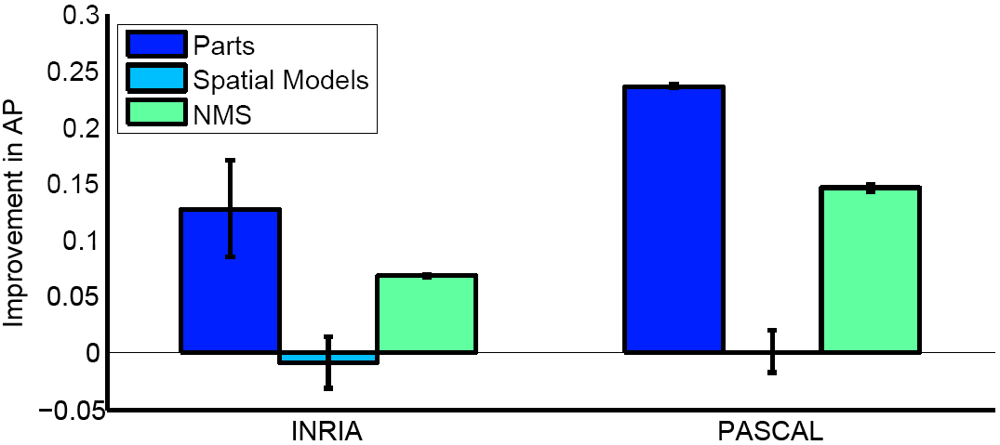 0.3
0.25
0.2
0.15
0.1
0.05
0
−0.05
Improvement in AP
Parts
Spatial Models
NMS
INRIA
PASCAL